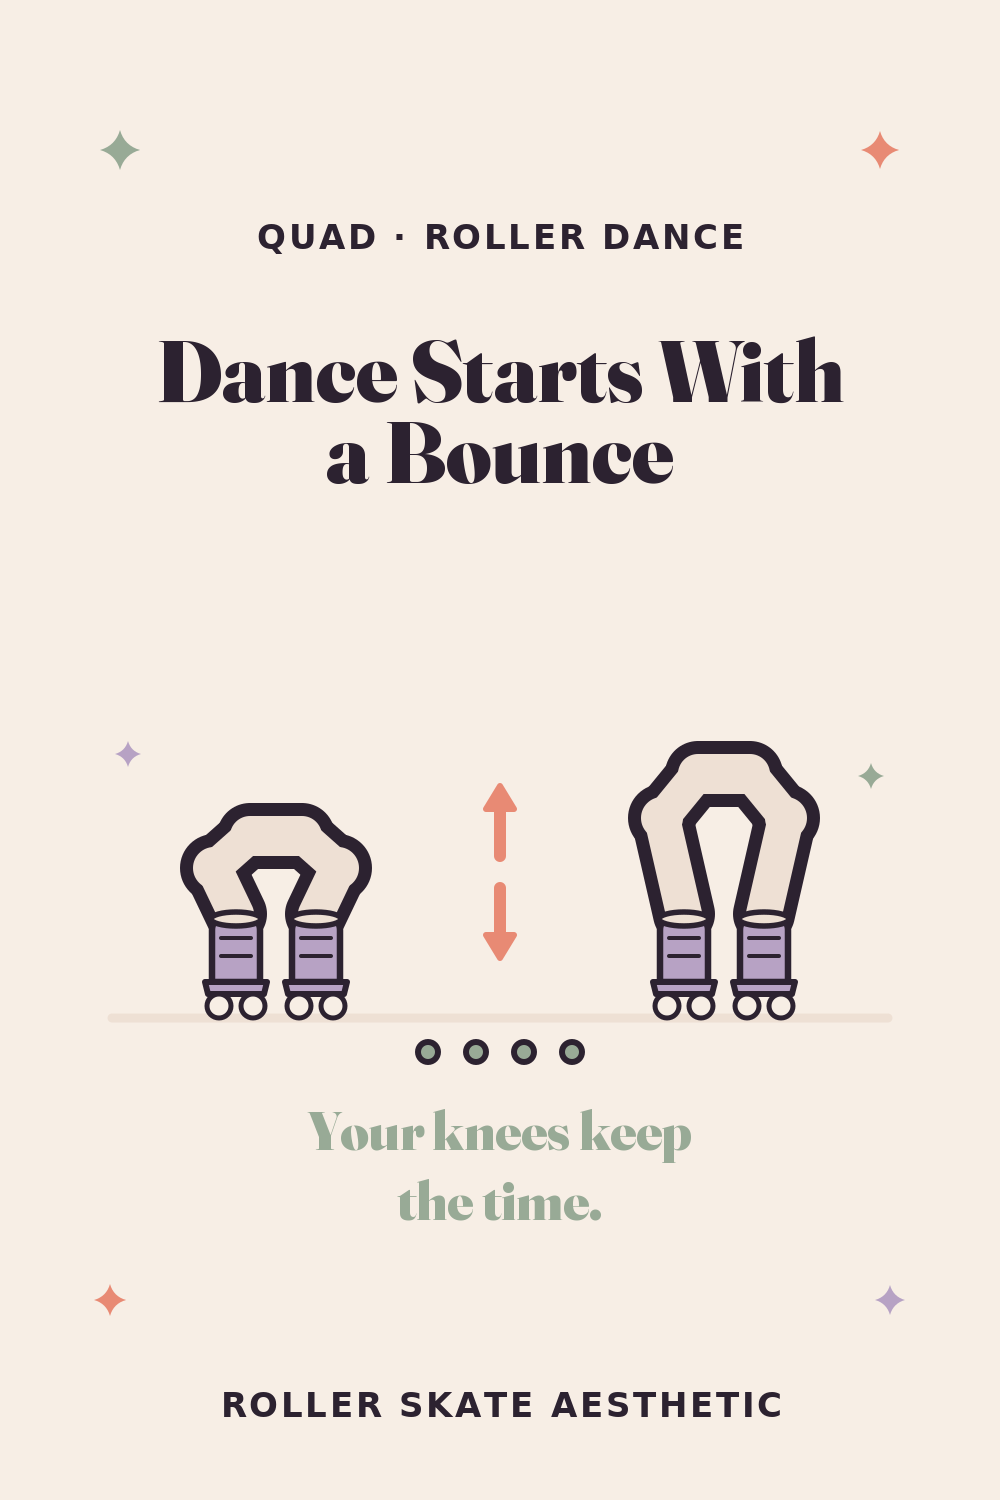 QUAD · ROLLER DANCE
Dance Starts With
a Bounce
Your knees keep
the time.
ROLLER SKATE AESTHETIC